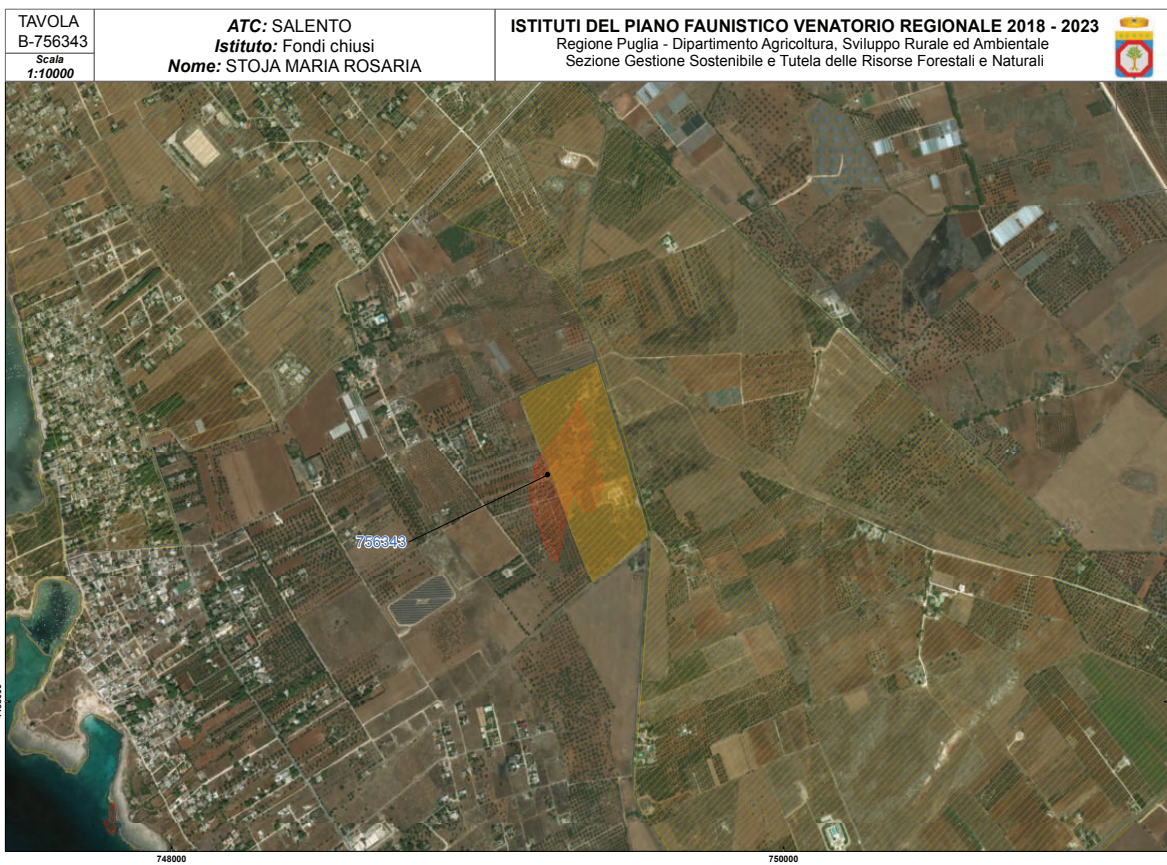 TAVOLA
B-756343
Scala
1:10000
ATC: SALENTO
Istituto: Fondi chiusi
Nome: STOJA MARIA ROSARIA
ISTITUTI DEL PIANO FAUNISTICO VENATORIO REGIONALE 2018 - 2023
Regione Puglia - Dipartimento Agricoltura, Sviluppo Rurale ed Ambientale
Sezione Gestione Sostenibile e Tutela delle Risorse Forestali e Naturali
756343
748000
750000